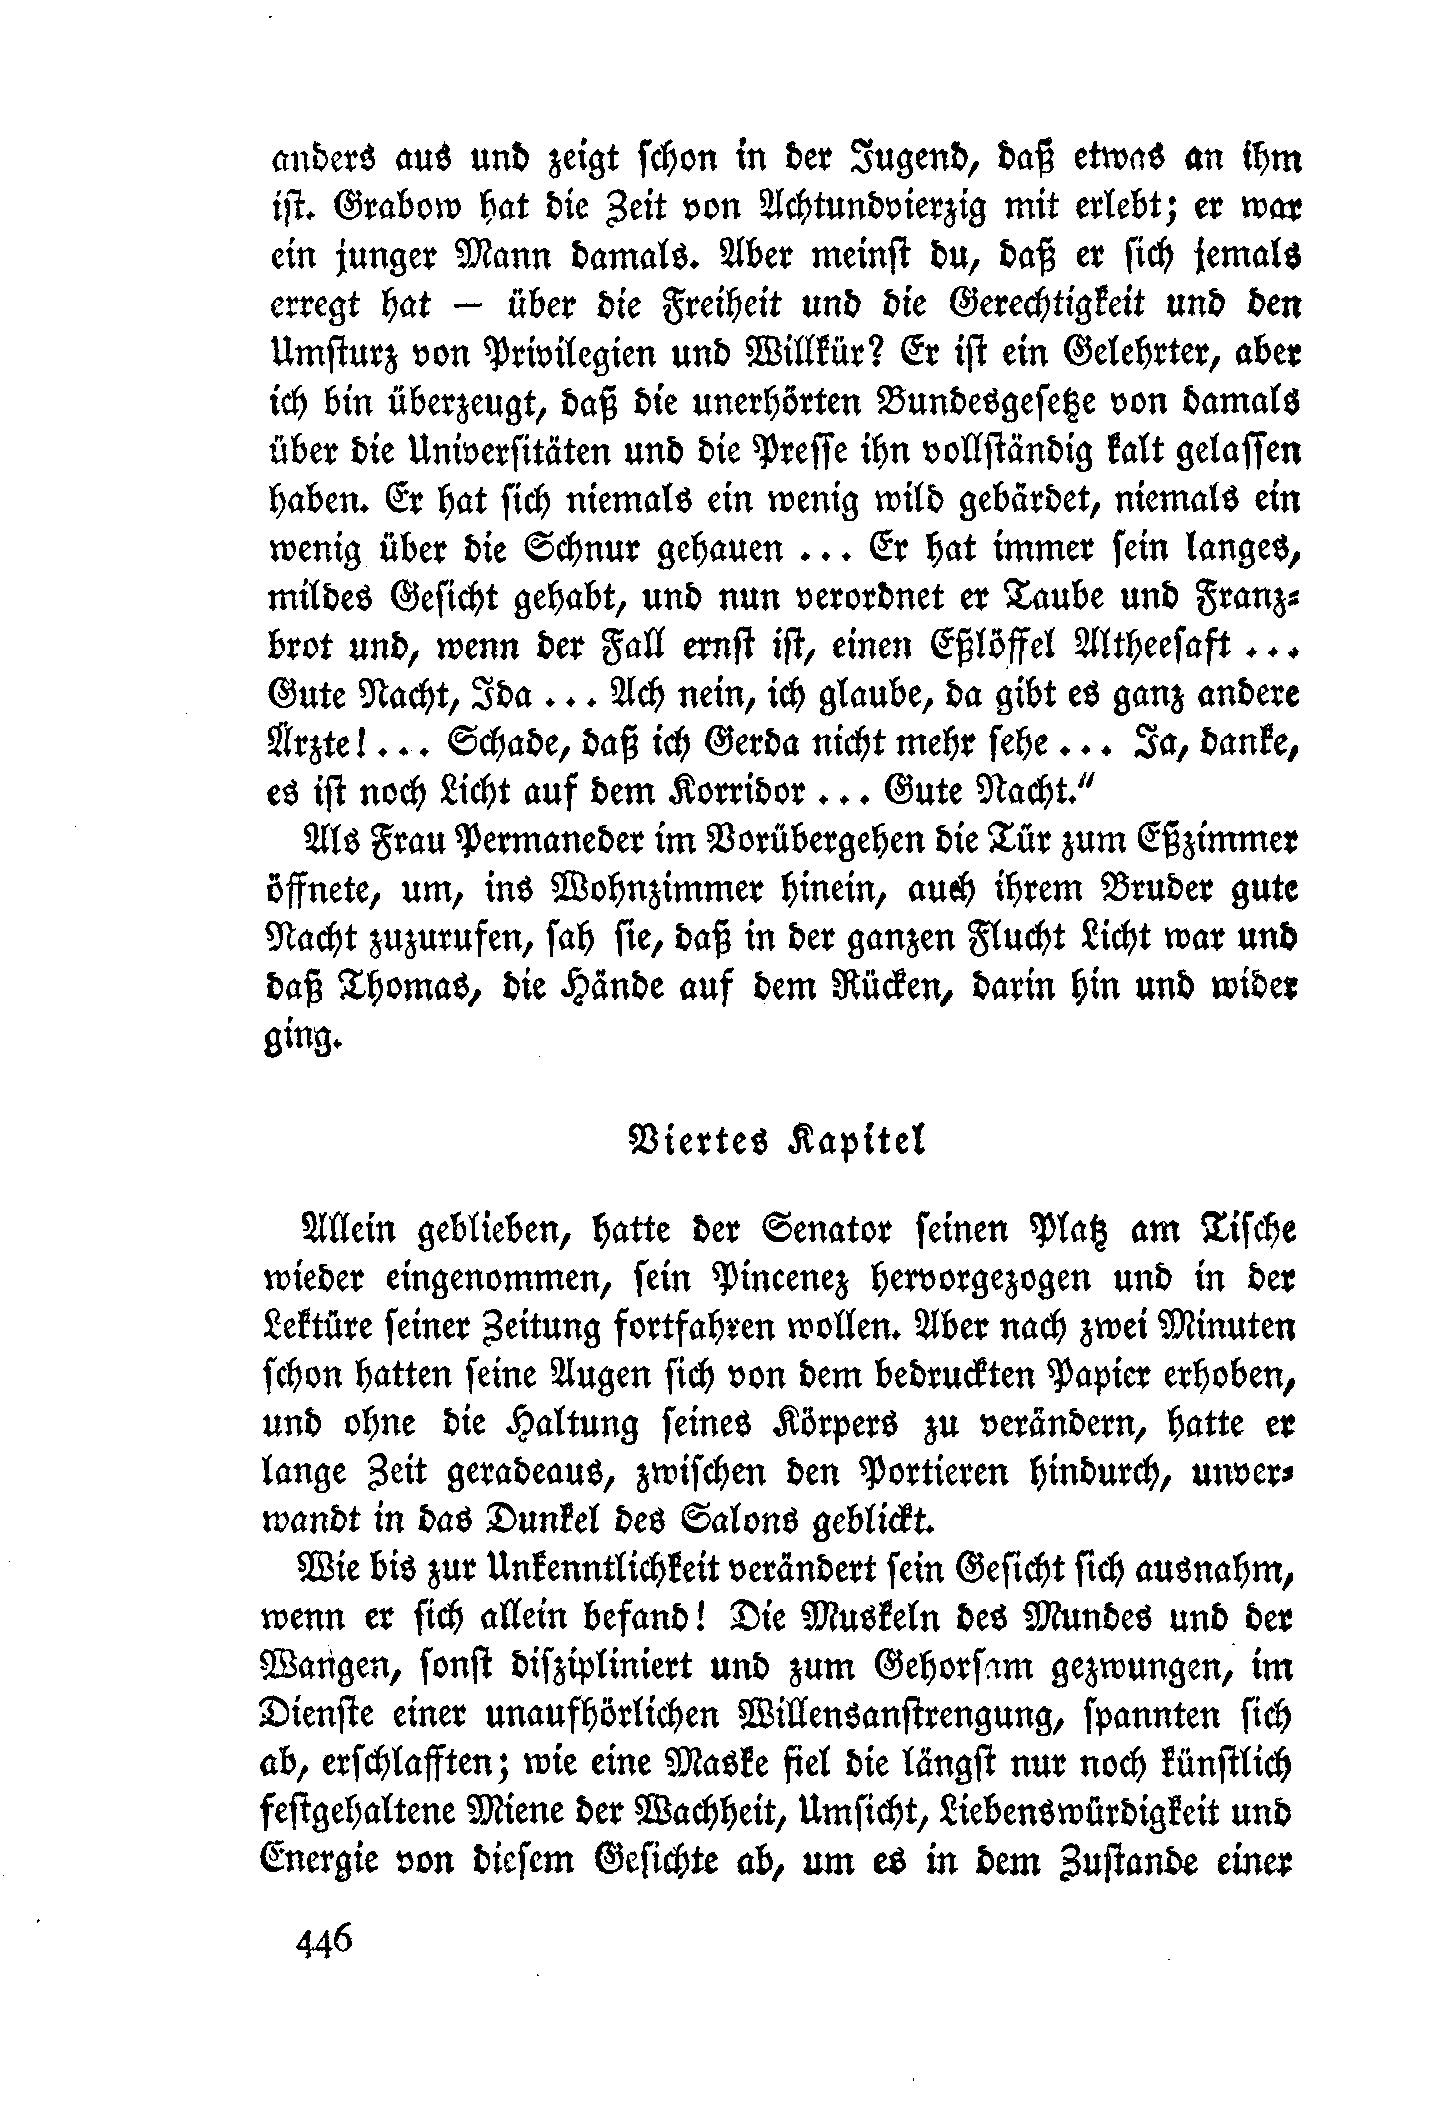 anders aus und zeigt schon in der Jugend, daß etwas an ihm
ist. Grabow hat die Zeit von Achtundvierzig mit erlebt; er war
ein junger Mann damals. Aber meinst du, daß er sich jemals
erregt hat — über die Freiheit und die Gerechtigkeit und den
Umsturz von Privilegien und Willkür? Er ist ein Gelehrter, aber
ich bin überzeugt, daß die unerhörten Bundesgesetze von damals
über die Universitäten und die Presse ihn vollständig kalt gelassen
haben. Er hat sich niemals ein wenig wild gebärdet, niemals ein
wenig über die Schnur gehauen ... Er hat immer sein langes,
mildes Gesicht gehabt, und nun verordnet er Taube und Franz-
brot und, wenn der Fall ernst ist, einen Eßlöffel Altheesaft ...
Gute Nacht, Ida ... Ach nein, ich glaube, da gibt es ganz andere
Ärzte! ... Schade, daß ich Gerda nicht mehr sehe ... Ja, danke,
es ist noch Licht auf dem Korridor ... Gute Nacht."
Als Frau Permaneder im Vorübergehen die Tür zum Eßzimmer
öffnete, um, ins Wohnzimmer hinein, auch ihrem Bruder gute
Nacht zuzurufen, sah sie, daß in der ganzen Flucht Licht war und
daß Thomas, die Hände auf dem Rücken, darin hin und wider
ging.
Viertes Kapitel
Allein geblieben, hatte der Senator seinen Platz am Tische
wieder eingenommen, sein Pincenez hervorgezogen und in der
Lektüre seiner Zeitung fortfahren wollen. Aber nach zwei Minuten
schon hatten seine Augen sich von dem bedruckten Papier erhoben,
und ohne die Haltung seines Körpers zu verändern, hatte er
lange Zeit geradeaus, zwischen den Portieren hindurch, unver-
wandt in das Dunkel des Salons geblickt.
Wie bis zur Unkenntlichkeit verändert sein Gesicht sich ausnahm,
wenn er sich allein befand! Die Muskeln des Mundes und der
Wangen, sonst diszipliniert und zum Gehorsam gezwungen, im
Dienste einer unaufhörlichen Willensanstrengung, spannten sich
ab, erschlafften; wie eine Maske fiel die längst nur noch künstlich
festgehaltene Miene der Wachheit, Umsicht, Liebenswürdigkeit und
Energie von diesem Gesichte ab, um es in dem Zustande einer
446